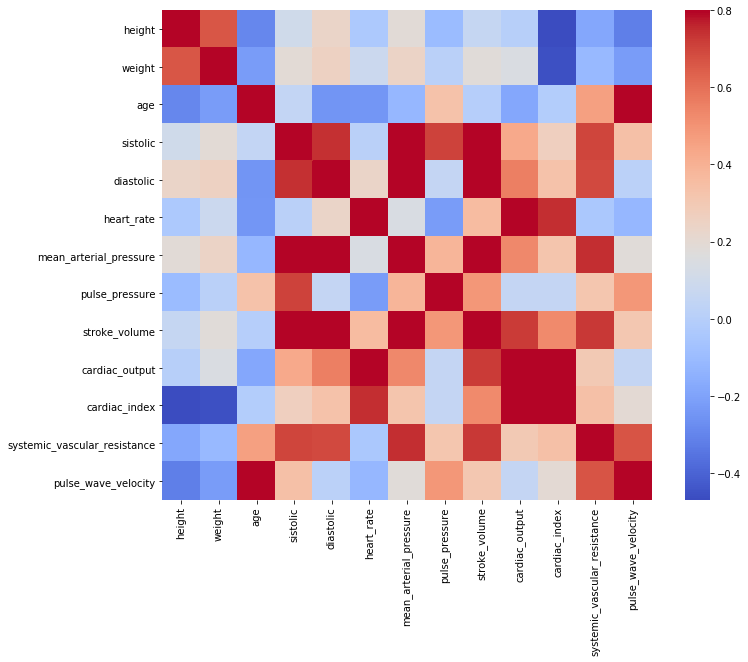 height
weight
age
sistolic
diastolic
heart_rate
mean_arterial_pressure
pulse_pressure
stroke_volume
cardiac_output
cardiac_index
systemic_vascular_resistance
pulse_wave_velocity
height
weight
age
sistolic
diastolic
heart_rate
mean_arterial_pressure
pulse_pressure
stroke_volume
cardiac_output
cardiac_index
systemic_vascular_resistance
pulse_wave_velocity
0.8
0.6
0.4
0.2
0.0
−0.2
−0.4